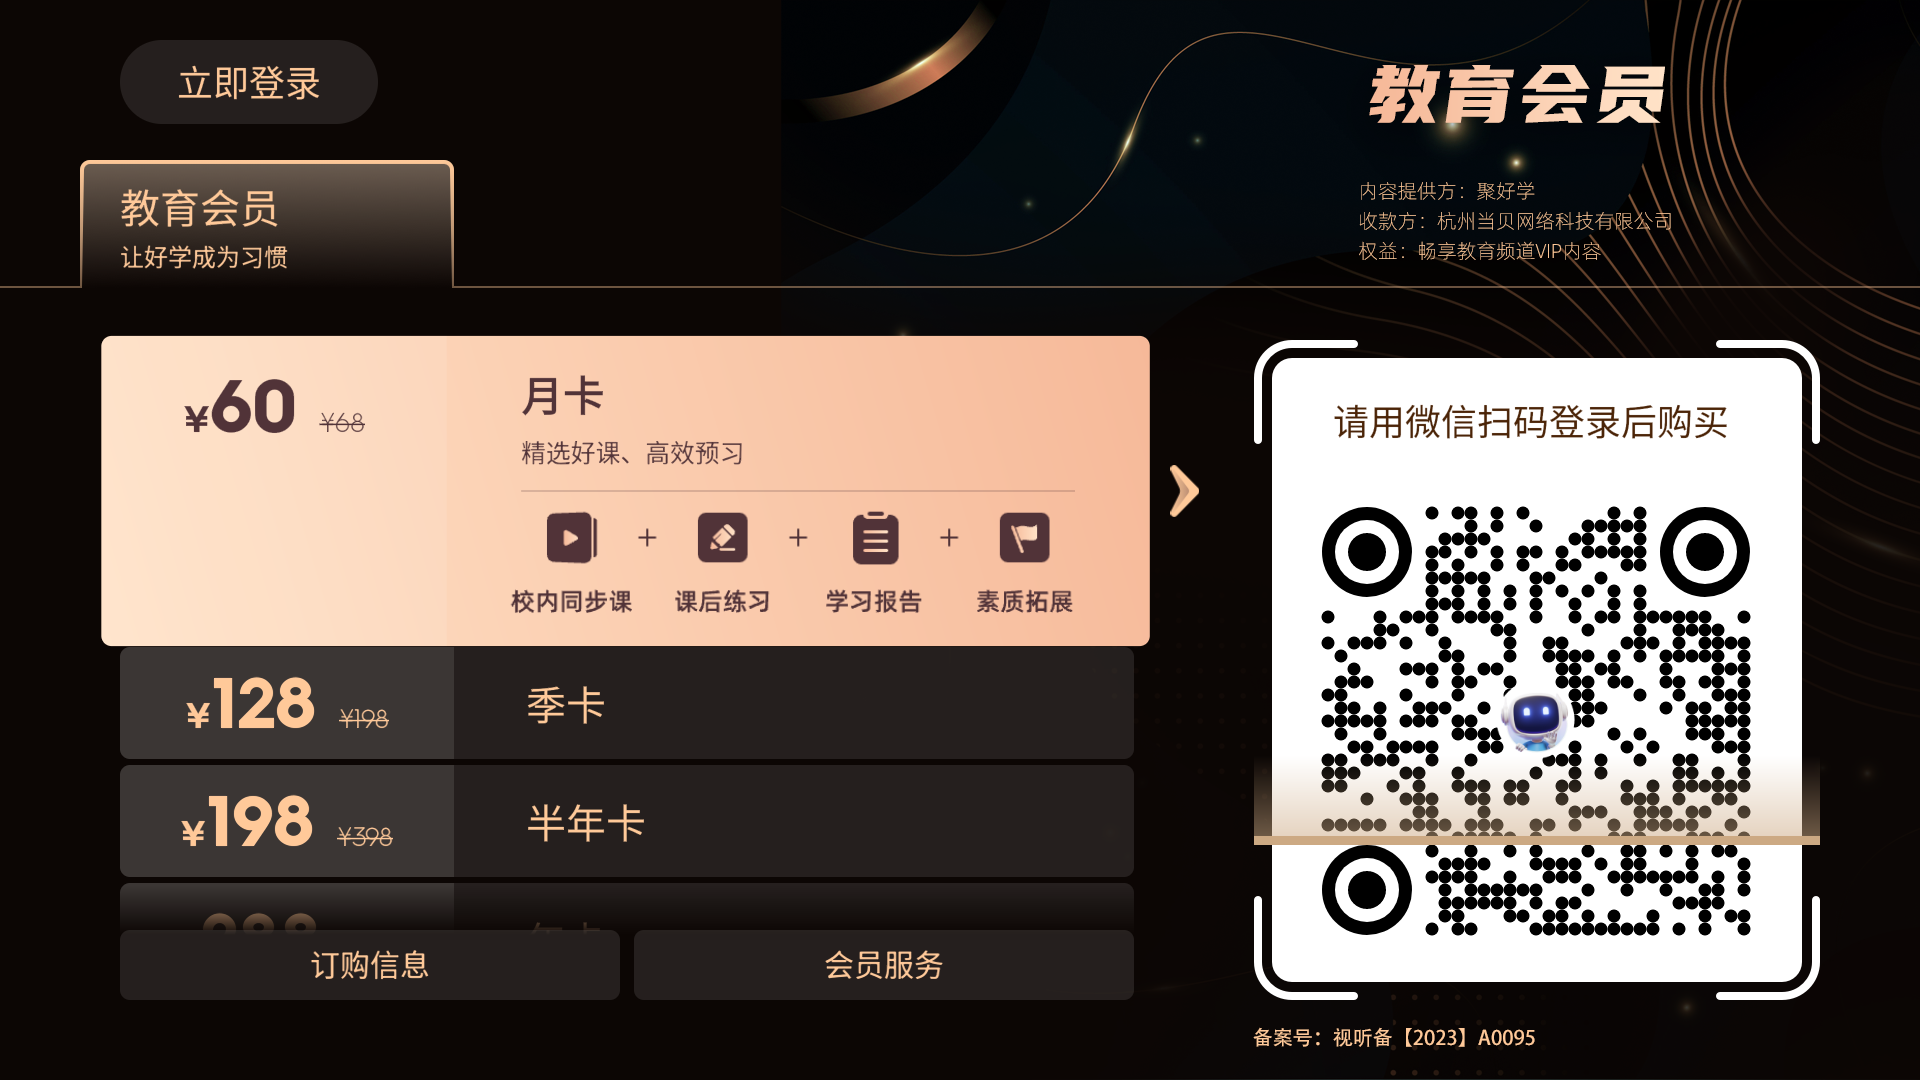 立即登录
教育会员
让好学成为习惯
教育会员
内容提供方：聚好学
收款方：杭州当贝网络科技有限公司
权益：畅享教育频道VIP内容
¥60 ¥68
月卡
精选好课、高效预习
校内同步课 + 课后练习 + 学习报告 + 素质拓展
¥128 ¥198
季卡
¥198 ¥398
半年卡
订购信息
会员服务
请用微信扫码登录后购买
备案号：视听备【2023】A0095